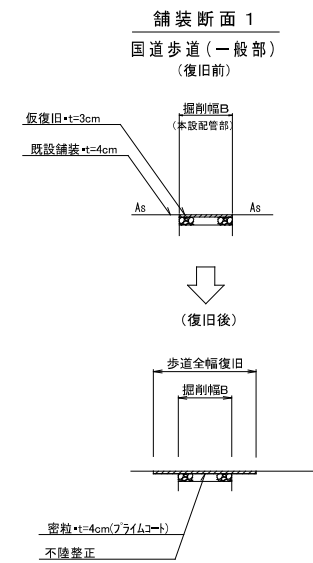 舗装断面1
国道歩道(一般部)
(復旧前)
掘削幅B
(本設配管部)
仮復旧・t=3cm
既設舗装・t=4cm
As As
(復旧後)
歩道全幅復旧
掘削幅B
密粒・t=4cm(プライムコート)
不陸整正